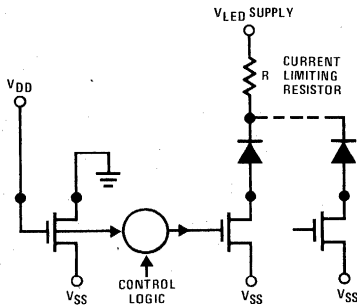 VLED SUPPLY
R
CURRENT
LIMITING
RESISTOR
VDD
CONTROL
LOGIC
VSS
VSS
VSS